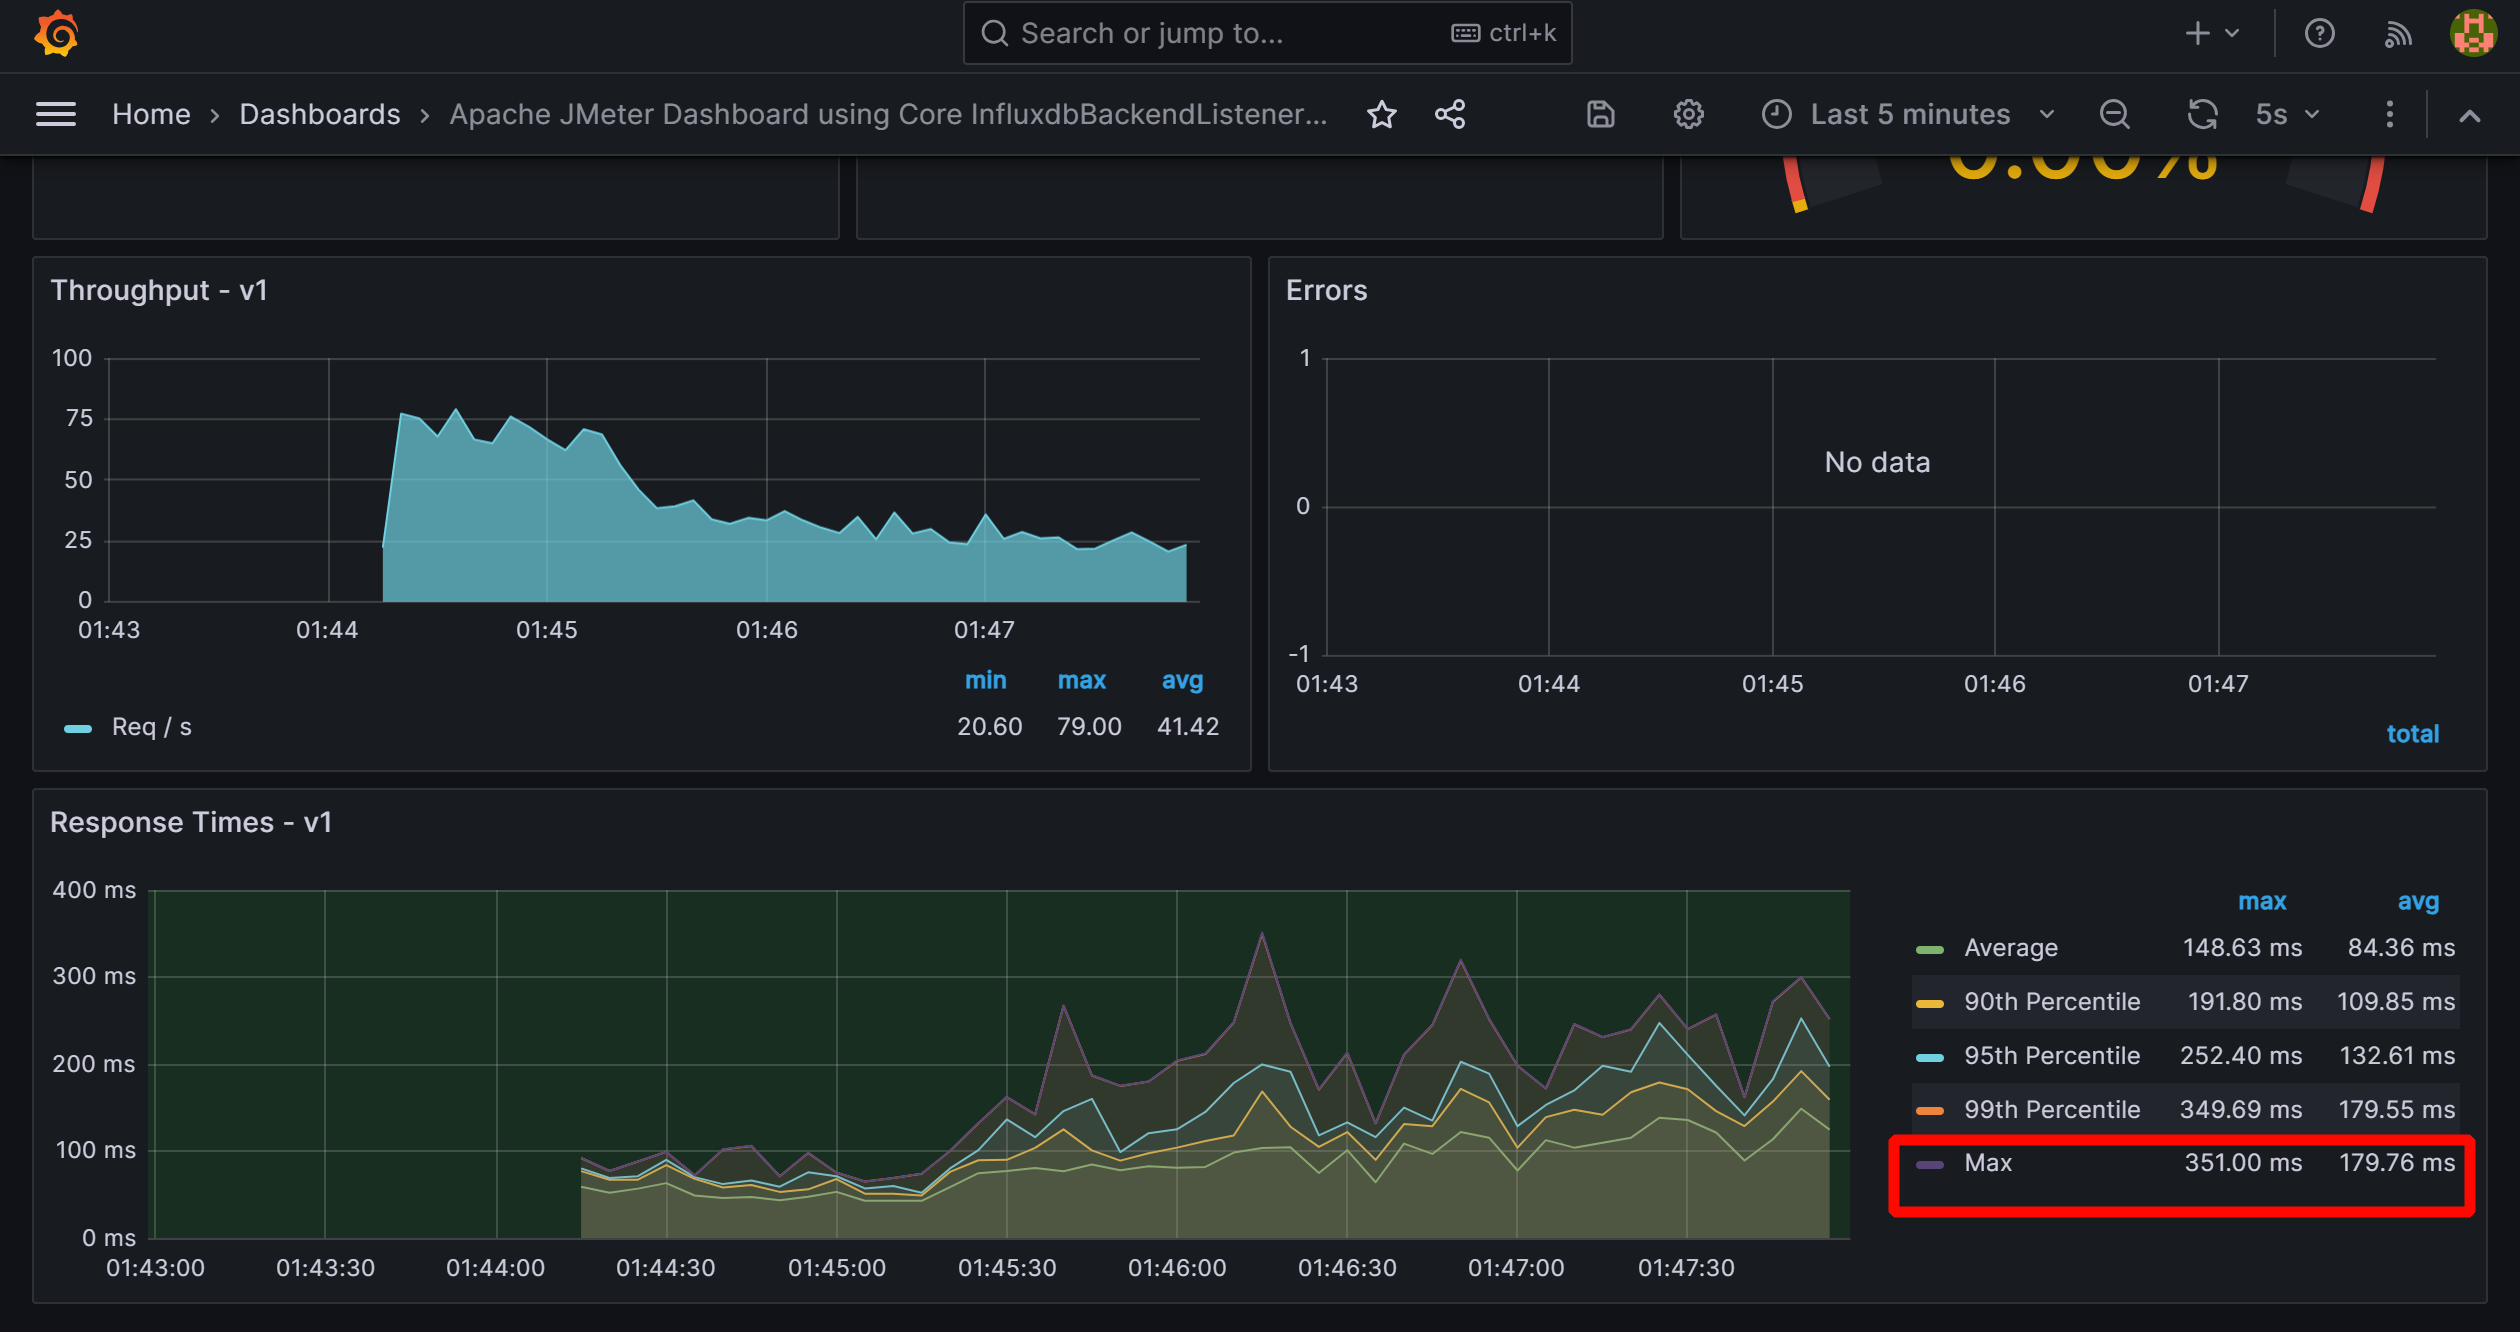 Search or jump to... ctrl+k
Home › Dashboards › Apache JMeter Dashboard using Core InfluxdbBackendListener... Last 5 minutes 5s
0.00%
Throughput - v1
100
75
50
25
0
01:43 01:44 01:45 01:46 01:47
min max avg
Req / s 20.60 79.00 41.42
Errors
1
0
-1
No data
01:43 01:44 01:45 01:46 01:47
total
Response Times - v1
400 ms
300 ms
200 ms
100 ms
0 ms
01:43:00 01:43:30 01:44:00 01:44:30 01:45:00 01:45:30 01:46:00 01:46:30 01:47:00 01:47:30
max avg
Average 148.63 ms 84.36 ms
90th Percentile 191.80 ms 109.85 ms
95th Percentile 252.40 ms 132.61 ms
99th Percentile 349.69 ms 179.55 ms
Max 351.00 ms 179.76 ms